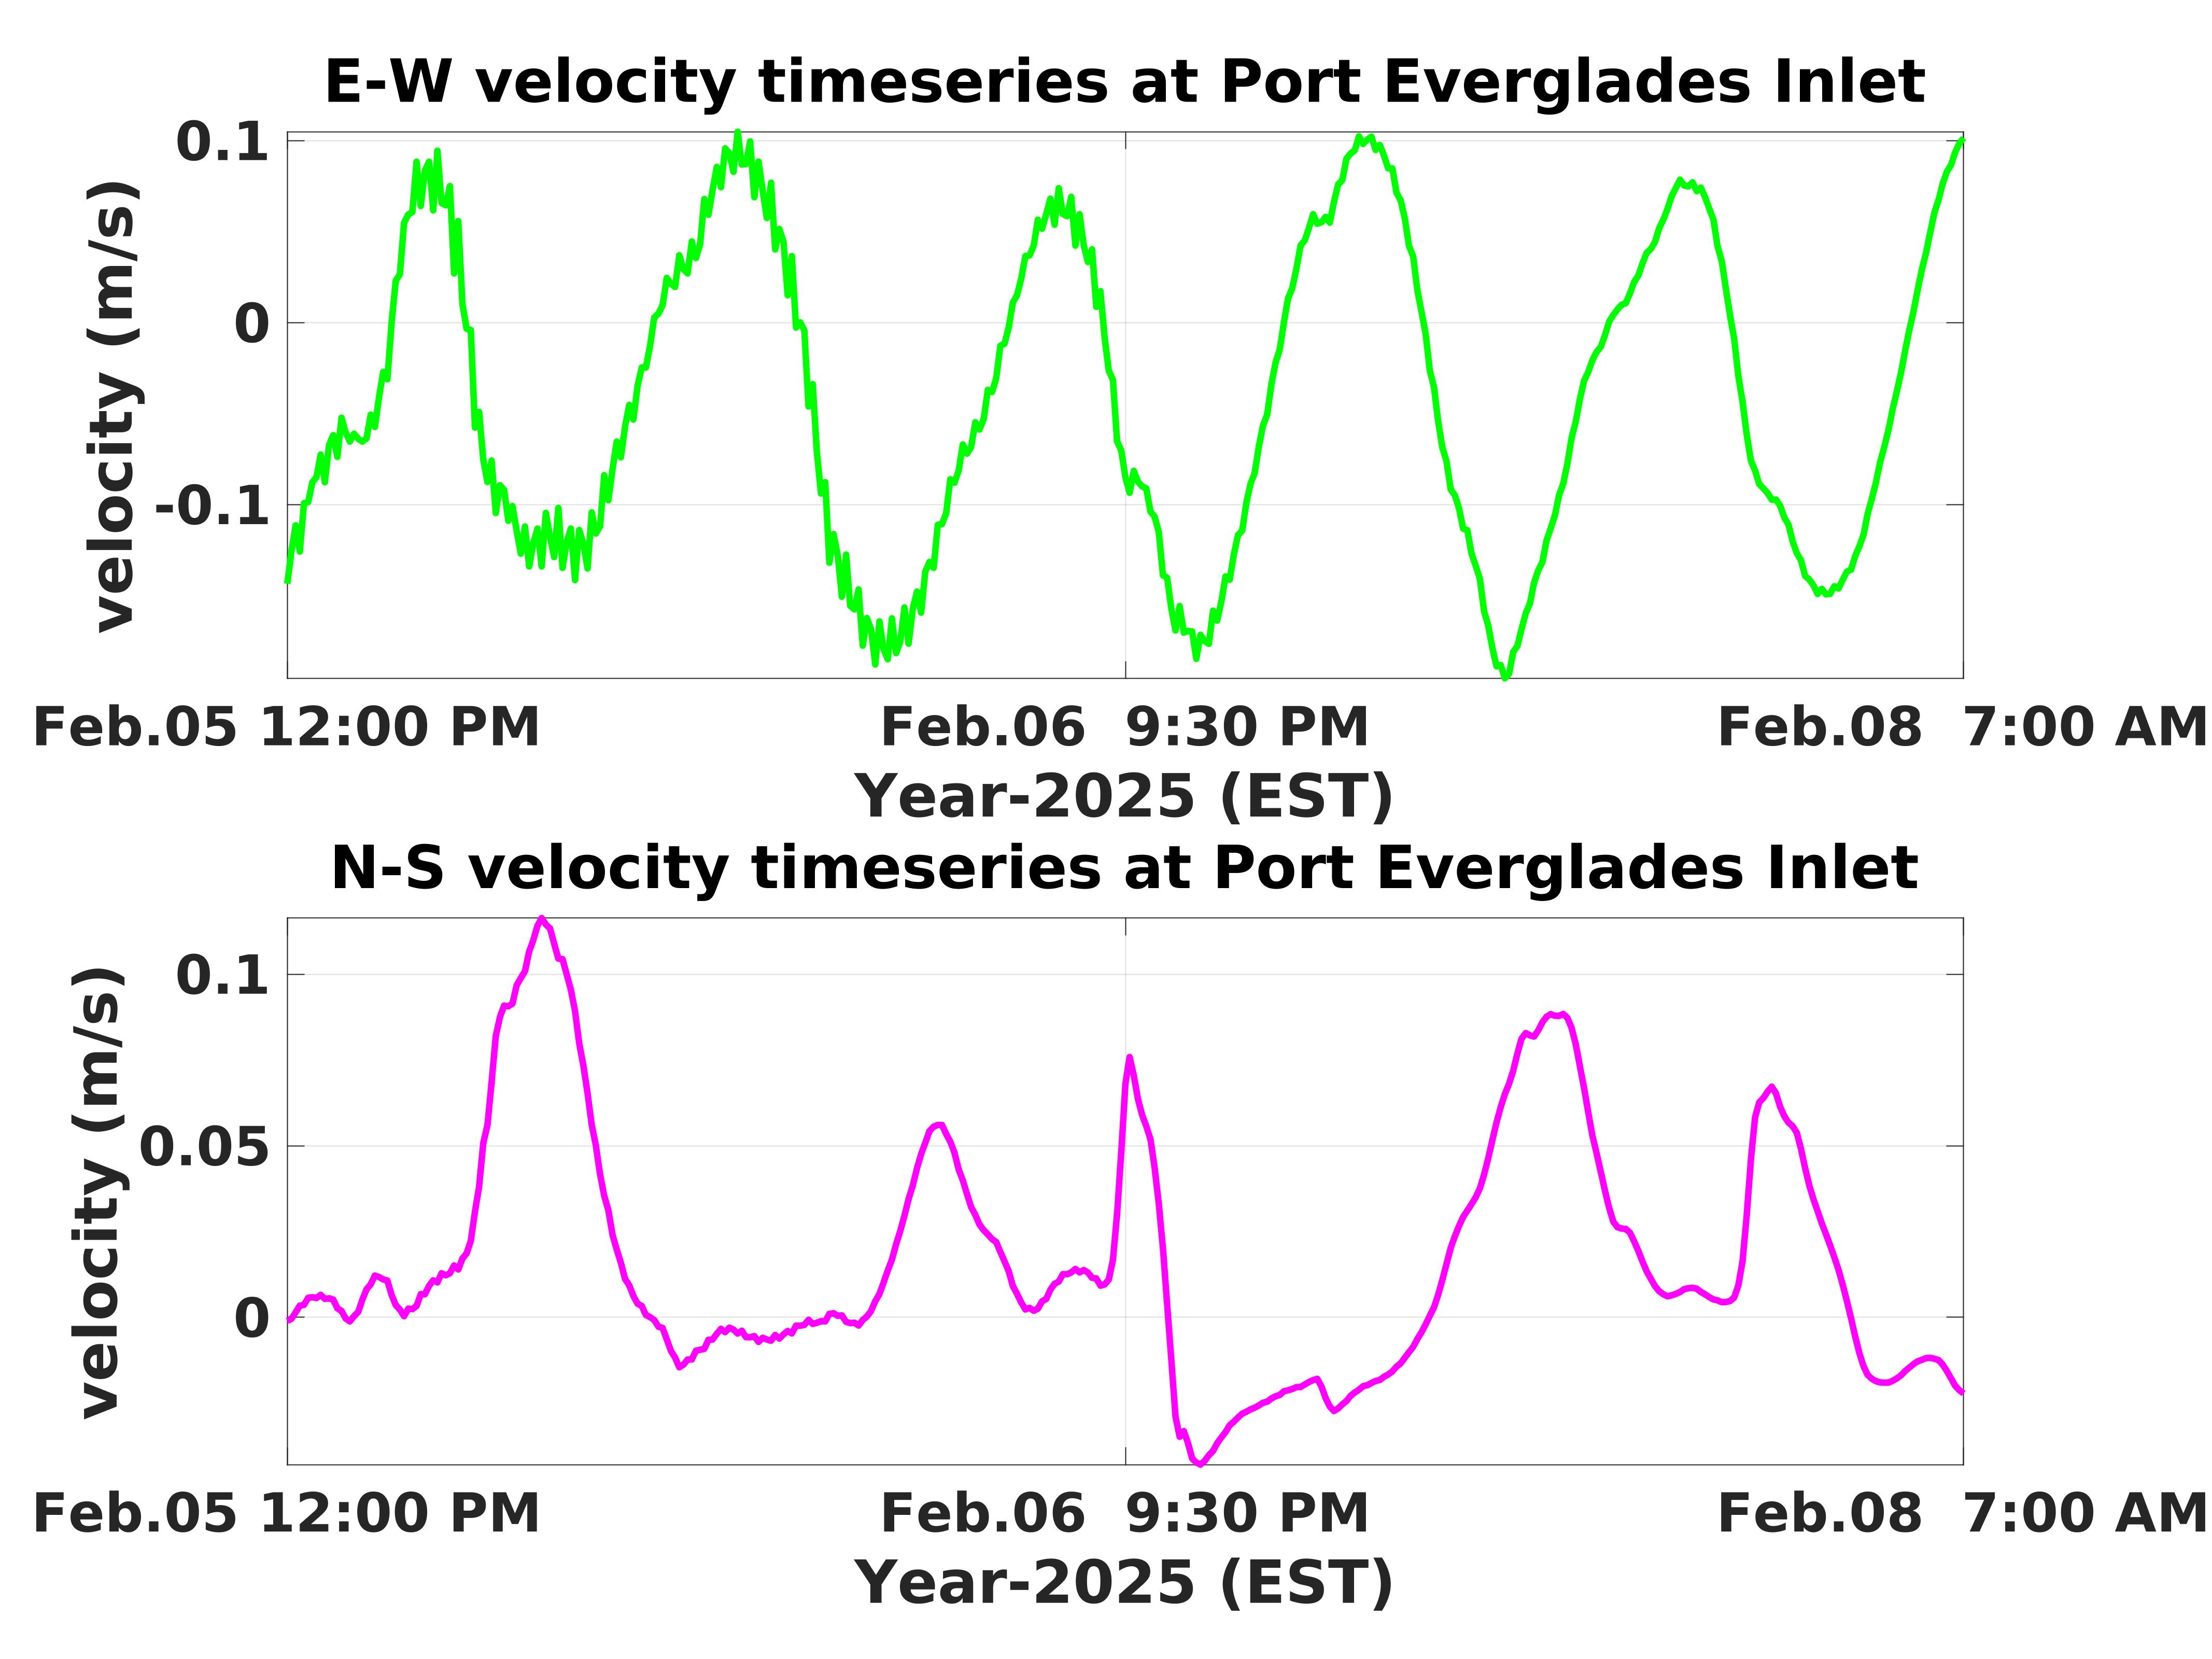 E-W velocity timeseries at Port Everglades Inlet
velocity (m/s)
0.1
0
-0.1
Feb.05 12:00 PM
Feb.06  9:30 PM
Feb.08  7:00 AM
Year-2025 (EST)
N-S velocity timeseries at Port Everglades Inlet
velocity (m/s)
0.1
0.05
0
Feb.05 12:00 PM
Feb.06  9:30 PM
Feb.08  7:00 AM
Year-2025 (EST)